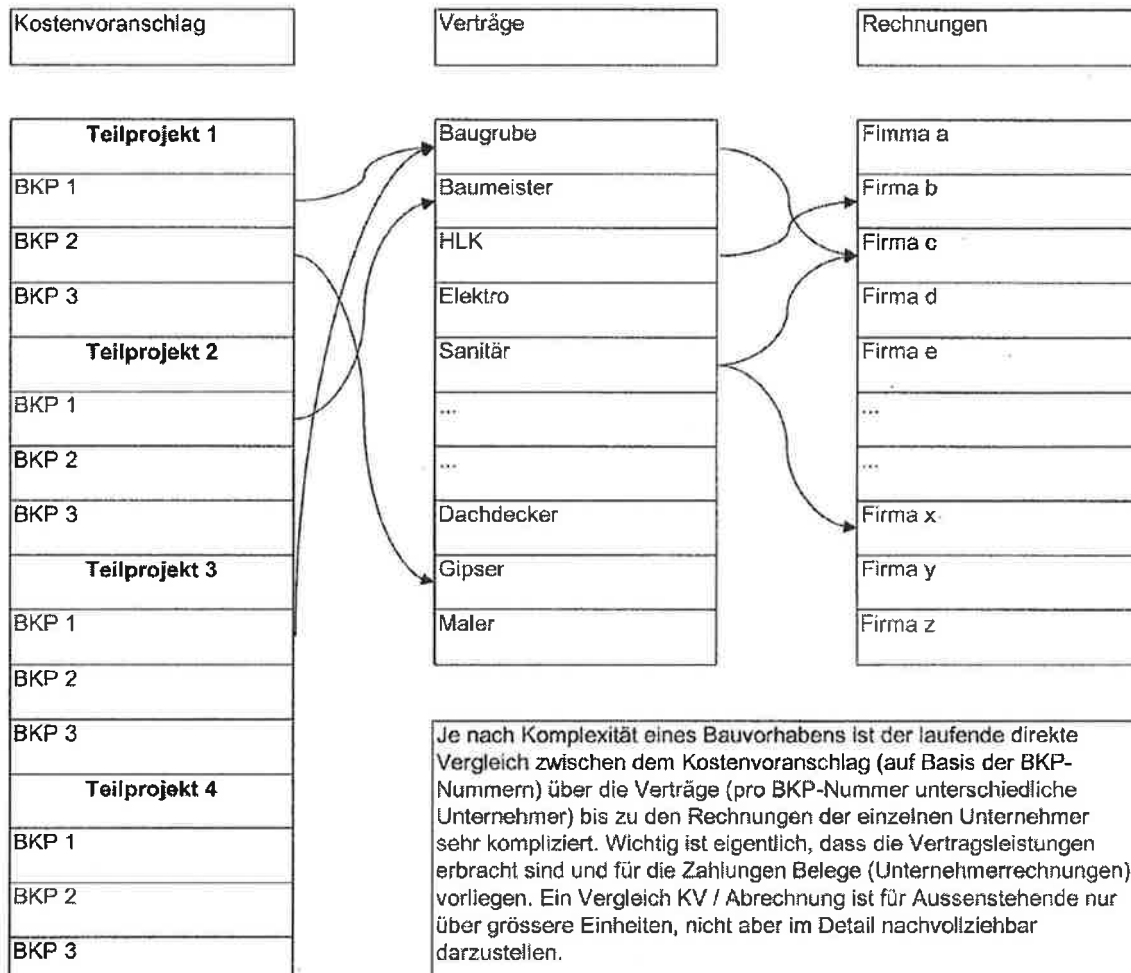 Kostenvoranschlag
Verträge
Rechnungen
Teilprojekt 1
BKP 1
BKP 2
BKP 3
Teilprojekt 2
BKP 1
BKP 2
BKP 3
Teilprojekt 3
BKP 1
BKP 2
BKP 3
Teilprojekt 4
BKP 1
BKP 2
BKP 3
Baugrube
Baumeister
HLK
Elektro
Sanitär
...
...
Dachdecker
Gipser
Maler
Fimma a
Firma b
Firma c
Firma d
Firma e
...
...
Firma x
Firma y
Firma z
Je nach Komplexität eines Bauvorhabens ist der laufende direkte
Vergleich zwischen dem Kostenvoranschlag (auf Basis der BKP-
Nummern) über die Verträge (pro BKP-Nummer unterschiedliche
Unternehmer) bis zu den Rechnungen der einzelnen Unternehmer
sehr kompliziert. Wichtig ist eigentlich, dass die Vertragsleistungen
erbracht sind und für die Zahlungen Belege (Unternehmerrechnungen)
vorliegen. Ein Vergleich KV / Abrechnung ist für Aussenstehende nur
über grössere Einheiten, nicht aber im Detail nachvollziehbar
darzustellen.